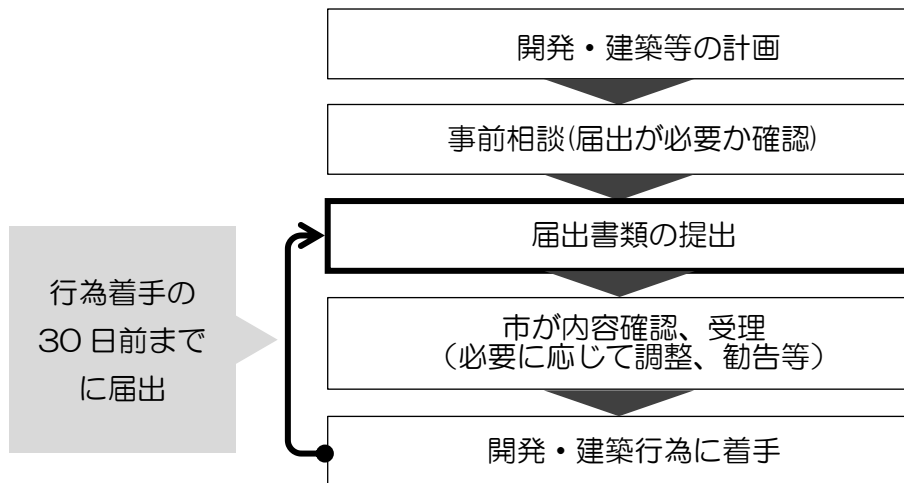 開発・建築等の計画
事前相談(届出が必要か確認)
届出書類の提出
行為着手の
30日前まで
に届出
市が内容確認、受理
（必要に応じて調整、勧告等）
開発・建築行為に着手